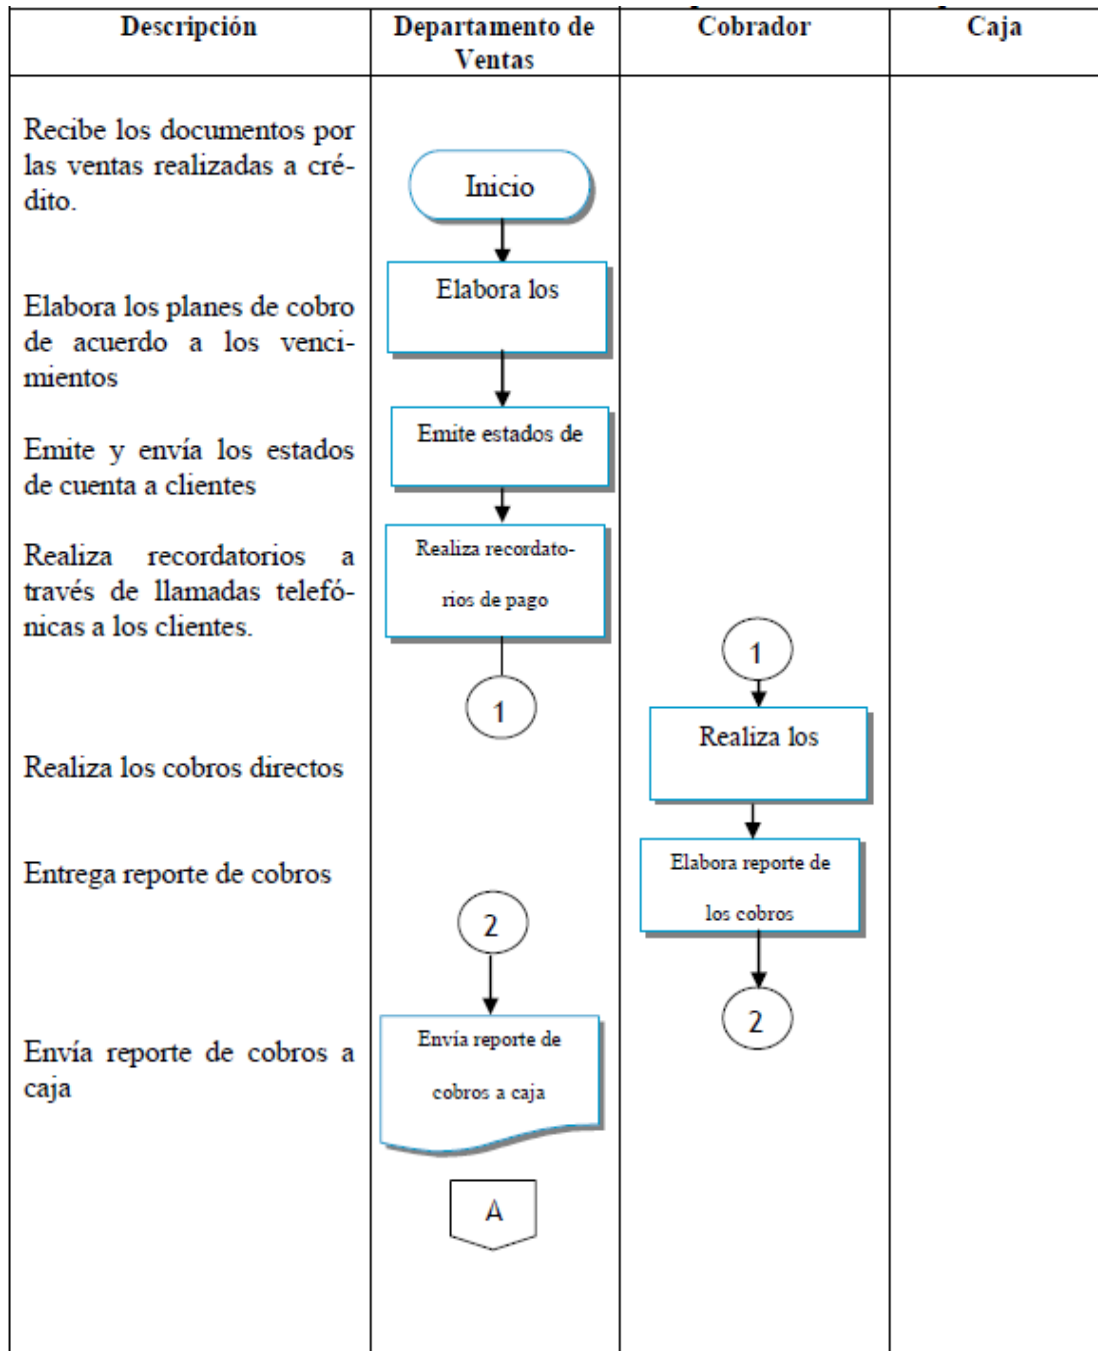 Descripción
Departamento de
Ventas
Cobrador
Caja
Recibe los documentos por
las ventas realizadas a cré-
dito.
Inicio
Elabora los planes de cobro
de acuerdo a los venci-
mientos
Elabora los
Emite y envía los estados
de cuenta a clientes
Emite estados de
Realiza recordatorios a
través de llamadas telefó-
nicas a los clientes.
Realiza recordato-
rios de pago
1
1
Realiza los cobros directos
Realiza los
Entrega reporte de cobros
Elabora reporte de
los cobros
2
2
Envía reporte de cobros a
caja
Envía reporte de
cobros a caja
A